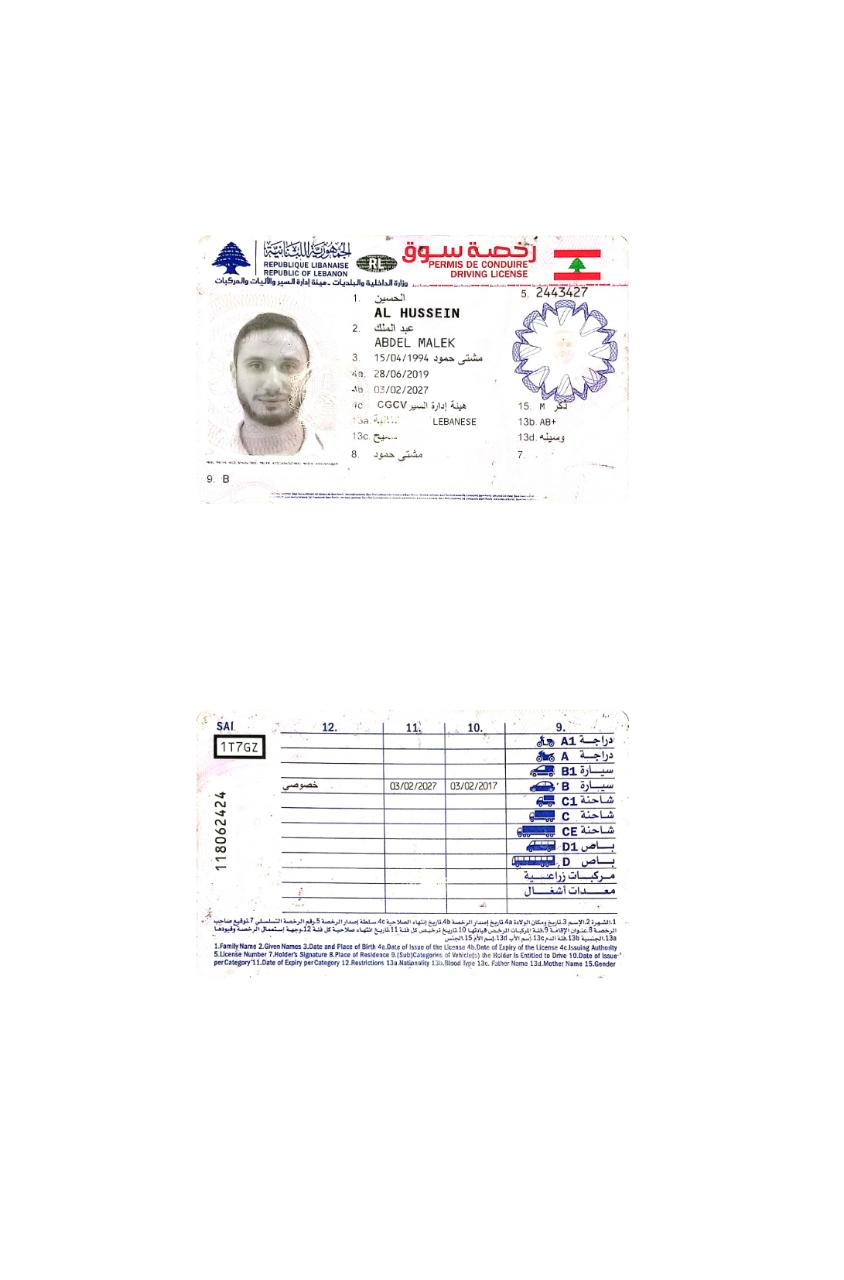 الجمهورية اللبنانية
REPUBLIQUE LIBANAISE
REPUBLIC OF LEBANON
RL
رخصة سوق
PERMIS DE CONDUIRE
DRIVING LICENSE
وزارة الداخلية والبلديات - هيئة إدارة السير والآليات والمركبات
1. الحسين
AL HUSSEIN
5. 2443427
2. عبد الملك
ABDEL MALEK
3. 15/04/1994 مشتى حمود
4a. 28/06/2019
4b 03/02/2027
4c CGCV هيئة إدارة السير
15. M ذكر
13a. LEBANESE
13b. AB+
13c.
13d. وسيله
8. مشتى حمود
7.
9. B
SAI
1T7GZ
118062424
12. 11. 10. 9.
A1 دراجة
A دراجة
B1 سيارة
خصوصي 03/02/2027 03/02/2017 B سيارة
C1 شاحنة
C شاحنة
CE شاحنة
D1 باص
D باص
مركبات زراعية
معدات أشغال
1.الشهرة 2.الإسم 3.تاريخ ومكان الولادة 4a.تاريخ إصدار الرخصة 4b.تاريخ إنتهاء الصلاحية 4c.سلطة إصدار الرخصة 5.رقم الرخصة التسلسلي 7.توقيع صاحب
الرخصة 8.عنوان الإقامة 9.فئة المركبات المرخص قيادتها 10.تاريخ ترخيص كل فئة 11.تاريخ انتهاء صلاحية كل فئة 12.وجهة إستعمال الرخصة وقيودها
13a.الجنسية 13b.فئة الدم 13c.إسم الأب 13d.إسم الأم 15.الجنس
1.Family Name 2.Given Names 3.Date and Place of Birth 4a.Date of Issue of the License 4b.Date of Expiry of the License 4c.Issuing Authority
5.License Number 7.Holder's Signature 8.Place of Residence 9.(Sub)Categories of Vehicle(s) the Holder is Entitled to Drive 10.Date of Issue
per Category 11.Date of Expiry per Category 12.Restrictions 13a.Nationality 13b.Blood Type 13c. Father Name 13d.Mother Name 15.Gender